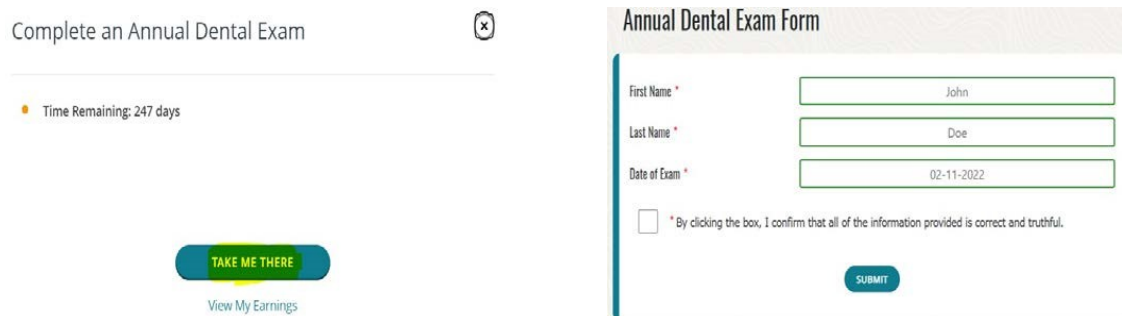 Complete an Annual Dental Exam
Time Remaining: 247 days
TAKE ME THERE
View My Earnings
Annual Dental Exam Form
First Name * John
Last Name * Doe
Date of Exam * 02-11-2022
* By clicking the box, I confirm that all of the information provided is correct and truthful.
SUBMIT